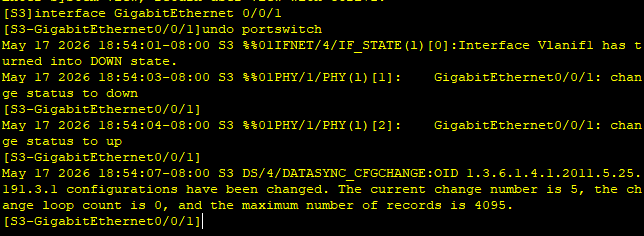 [S3]interface GigabitEthernet 0/0/1
[S3-GigabitEthernet0/0/1]undo portswitch
May 17 2026 18:54:01-08:00 S3 %%01IFNET/4/IF_STATE(l)[0]:Interface Vlanif1 has t
urned into DOWN state.
May 17 2026 18:54:03-08:00 S3 %%01PHY/1/PHY(l)[1]:    GigabitEthernet0/0/1: chan
ge status to down
[S3-GigabitEthernet0/0/1]
May 17 2026 18:54:04-08:00 S3 %%01PHY/1/PHY(l)[2]:    GigabitEthernet0/0/1: chan
ge status to up
[S3-GigabitEthernet0/0/1]
May 17 2026 18:54:07-08:00 S3 DS/4/DATASYNC_CFGCHANGE:OID 1.3.6.1.4.1.2011.5.25.
191.3.1 configurations have been changed. The current change number is 5, the ch
ange loop count is 0, and the maximum number of records is 4095.
[S3-GigabitEthernet0/0/1]